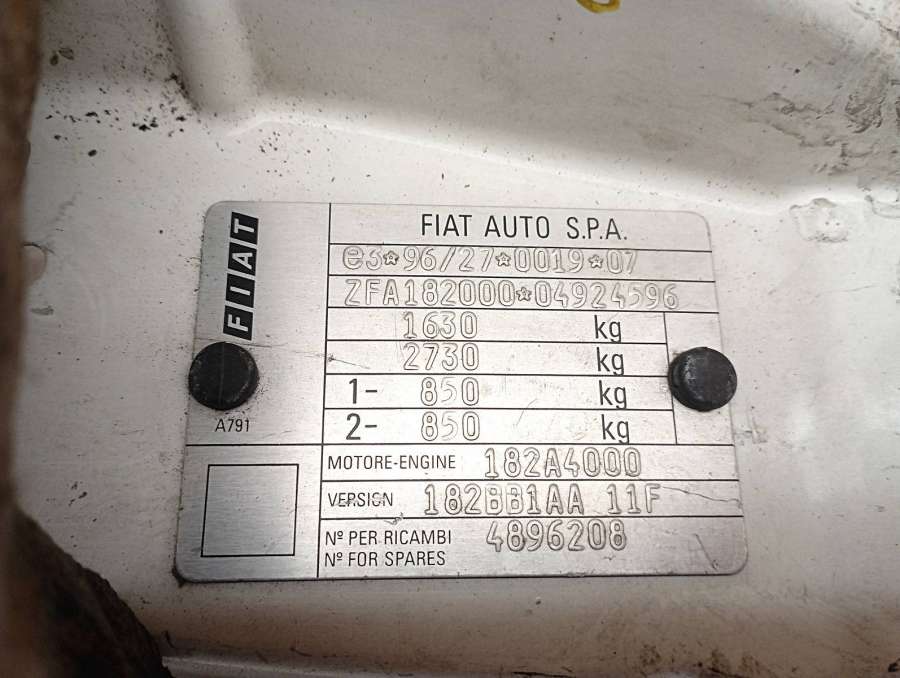 FIAT
FIAT AUTO S.P.A.
e3*96/27*0019*07
ZFA182000*04924596
1630 kg
2730 kg
1- 850 kg
2- 850 kg
A791
MOTORE-ENGINE 182A4000
VERSION 182BB1AA 11F
Nº PER RICAMBI
Nº FOR SPARES
4896208